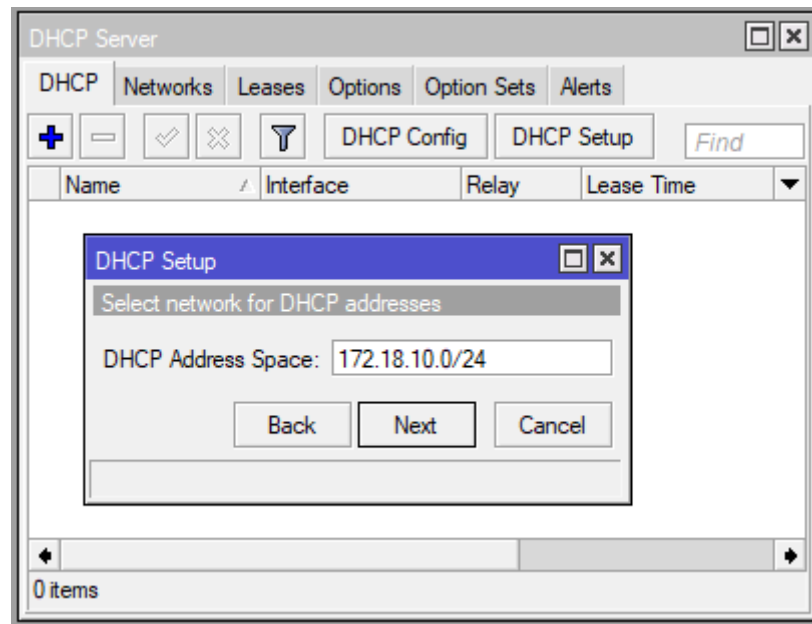 DHCP Server
DHCP Networks Leases Options Option Sets Alerts
DHCP Config DHCP Setup Find
Name Interface Relay Lease Time
DHCP Setup
Select network for DHCP addresses
DHCP Address Space: 172.18.10.0/24
Back Next Cancel
0 items